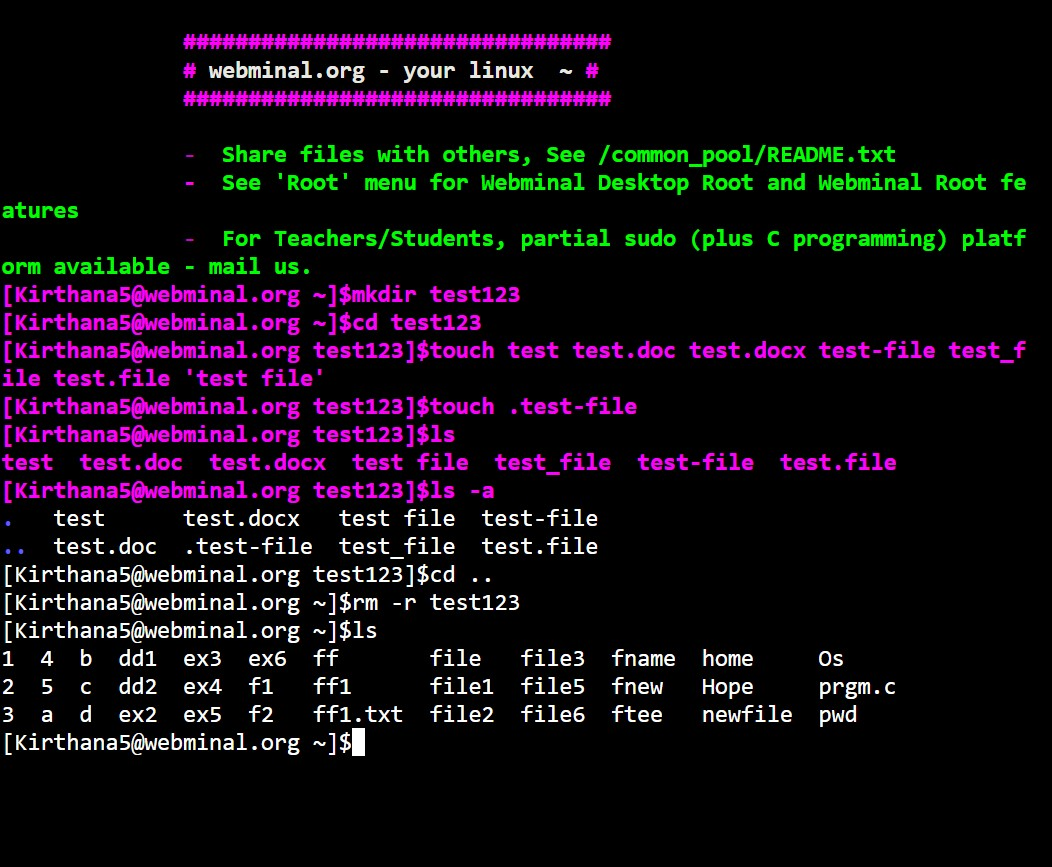 #################################
# webminal.org - your linux  ~ #
#################################
-  Share files with others, See /common_pool/README.txt
-  See 'Root' menu for Webminal Desktop Root and Webminal Root fe
atures
-  For Teachers/Students, partial sudo (plus C programming) platf
orm available - mail us.
[Kirthana5@webminal.org ~]$mkdir test123
[Kirthana5@webminal.org ~]$cd test123
[Kirthana5@webminal.org test123]$touch test test.doc test.docx test-file test_f
ile test.file 'test file'
[Kirthana5@webminal.org test123]$touch .test-file
[Kirthana5@webminal.org test123]$ls
test  test.doc  test.docx  test file  test_file  test-file  test.file
[Kirthana5@webminal.org test123]$ls -a
.   test      test.docx   test file  test-file
..  test.doc  .test-file  test_file  test.file
[Kirthana5@webminal.org test123]$cd ..
[Kirthana5@webminal.org ~]$rm -r test123
[Kirthana5@webminal.org ~]$ls
1  4  b  dd1  ex3  ex6  ff       file   file3  fname  home     Os
2  5  c  dd2  ex4  f1   ff1      file1  file5  fnew   Hope     prgm.c
3  a  d  ex2  ex5  f2   ff1.txt  file2  file6  ftee   newfile  pwd
[Kirthana5@webminal.org ~]$